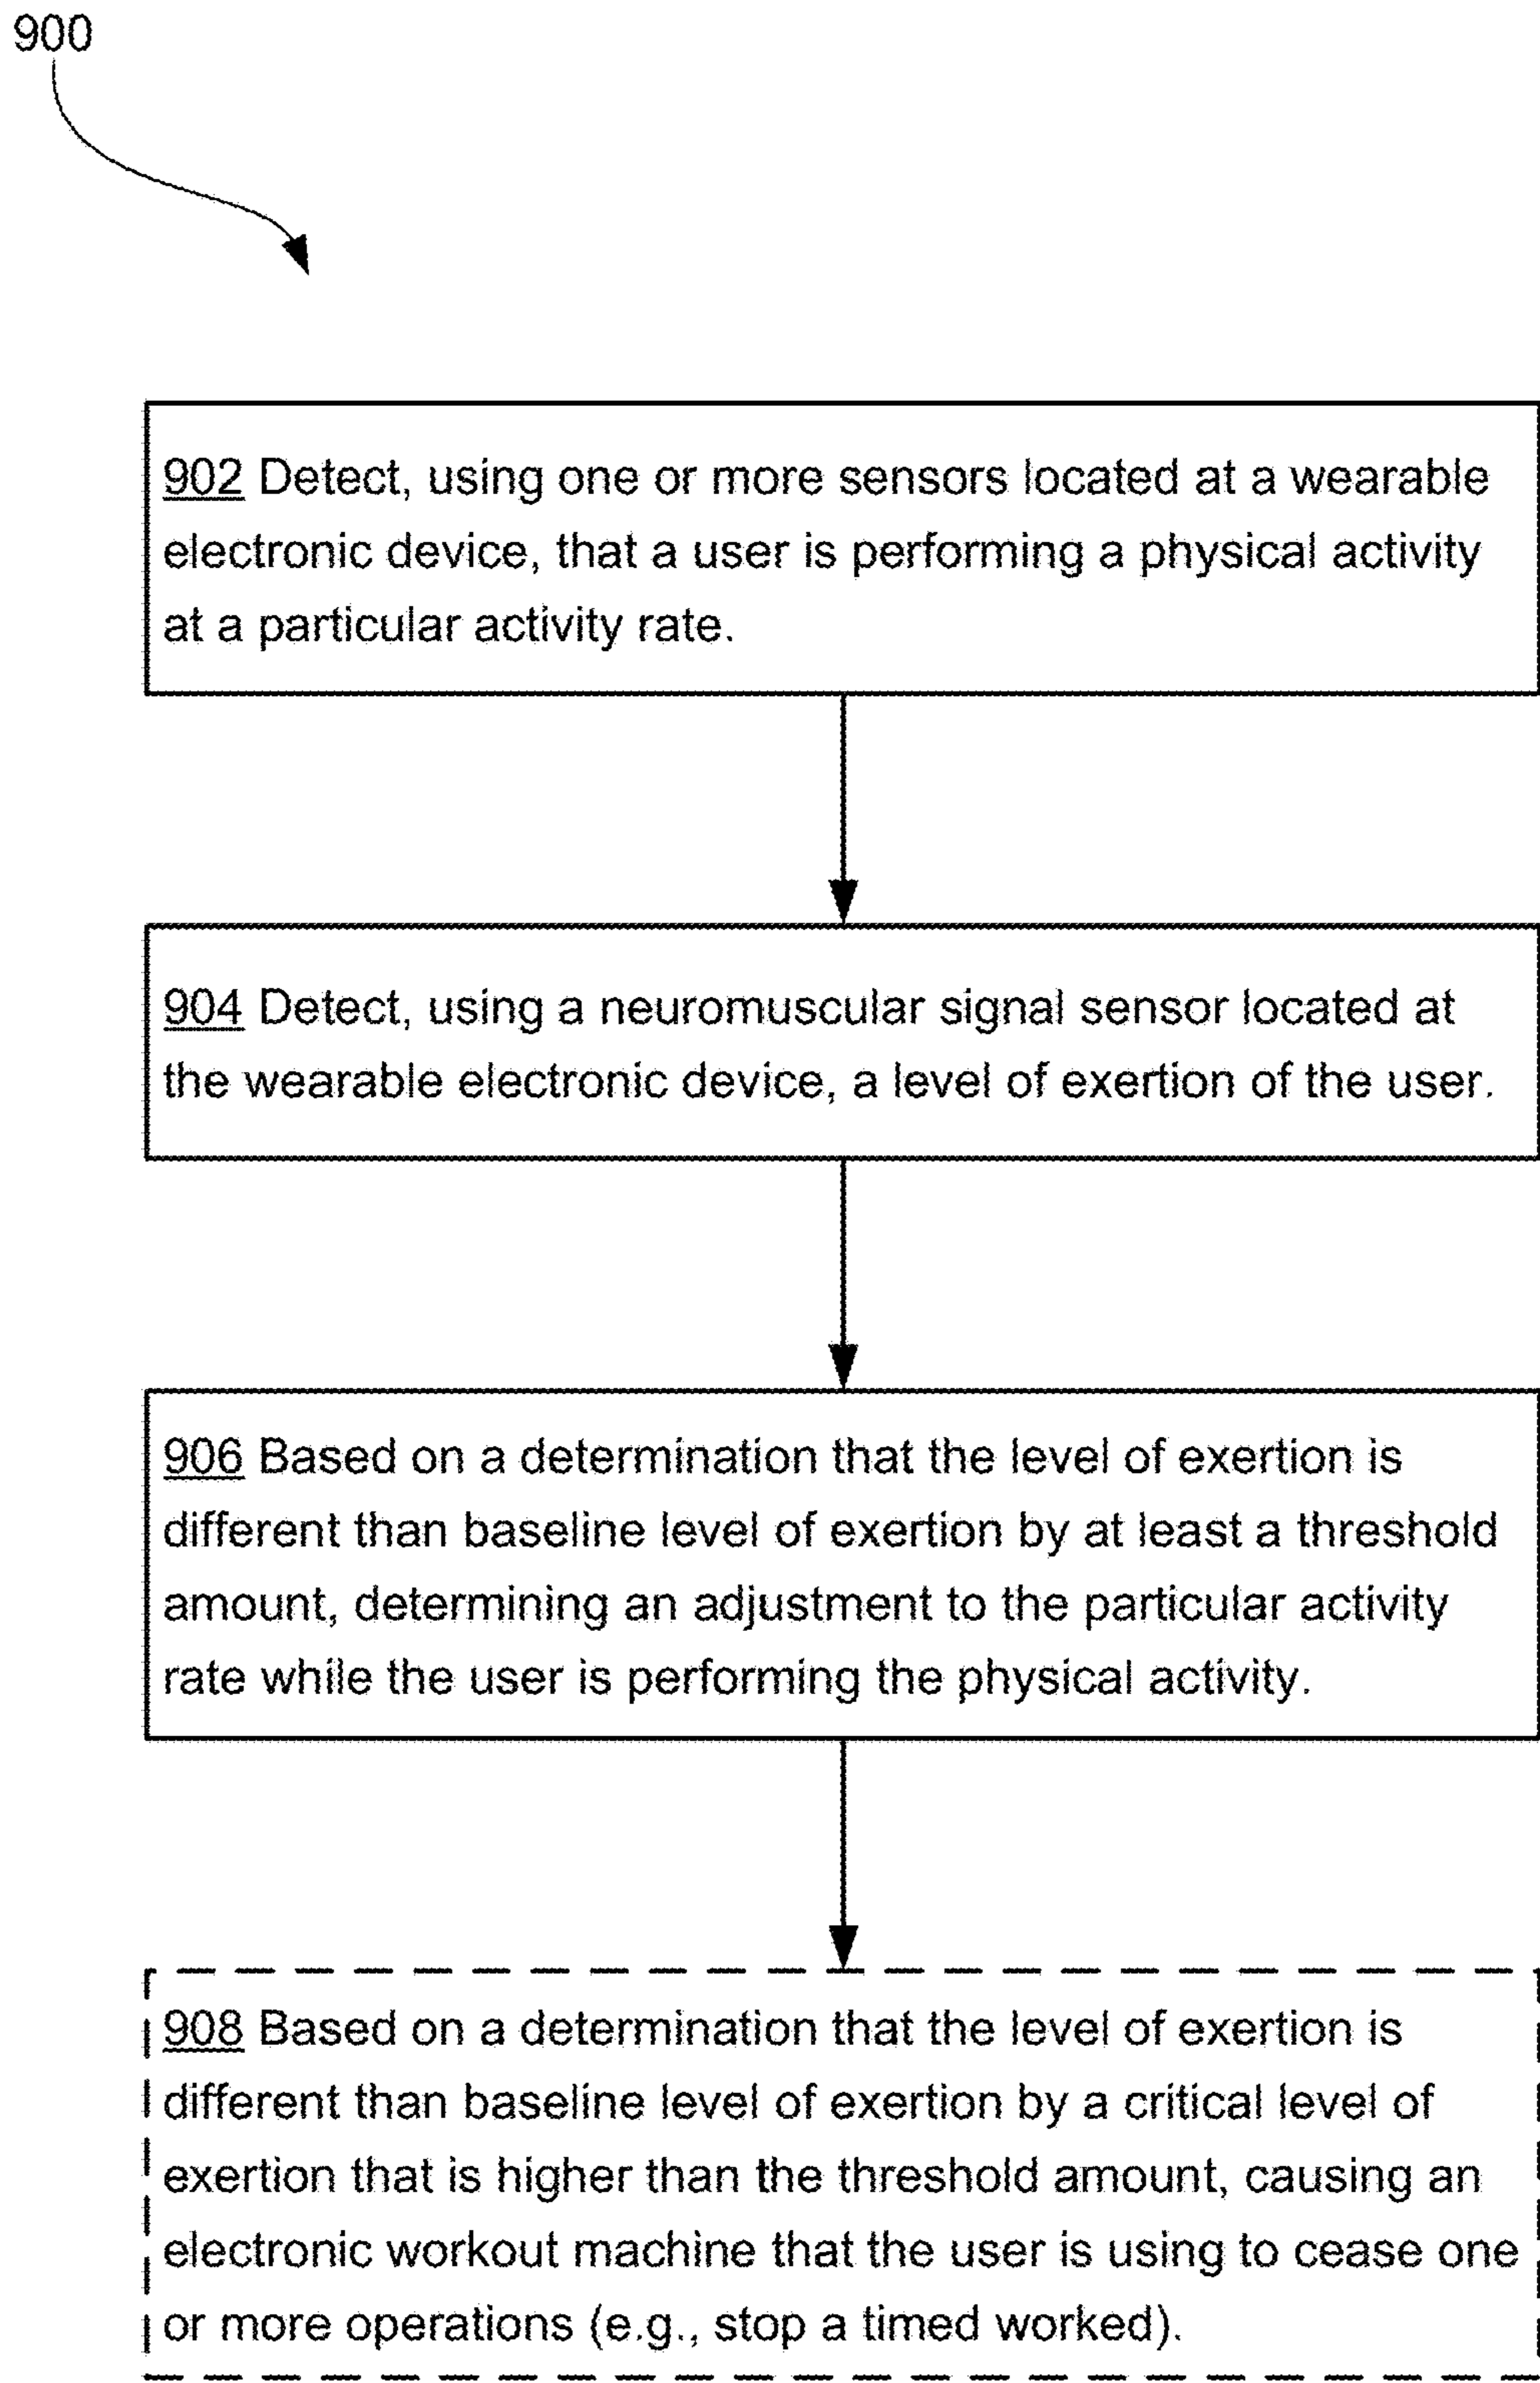 900
902 Detect, using one or more sensors located at a wearable
electronic device, that a user is performing a physical activity
at a particular activity rate.
904 Detect, using a neuromuscular signal sensor located at
the wearable electronic device, a level of exertion of the user.
906 Based on a determination that the level of exertion is
different than baseline level of exertion by at least a threshold
amount, determining an adjustment to the particular activity
rate while the user is performing the physical activity.
908 Based on a determination that the level of exertion is
different than baseline level of exertion by a critical level of
exertion that is higher than the threshold amount, causing an
electronic workout machine that the user is using to cease one
or more operations (e.g., stop a timed worked).